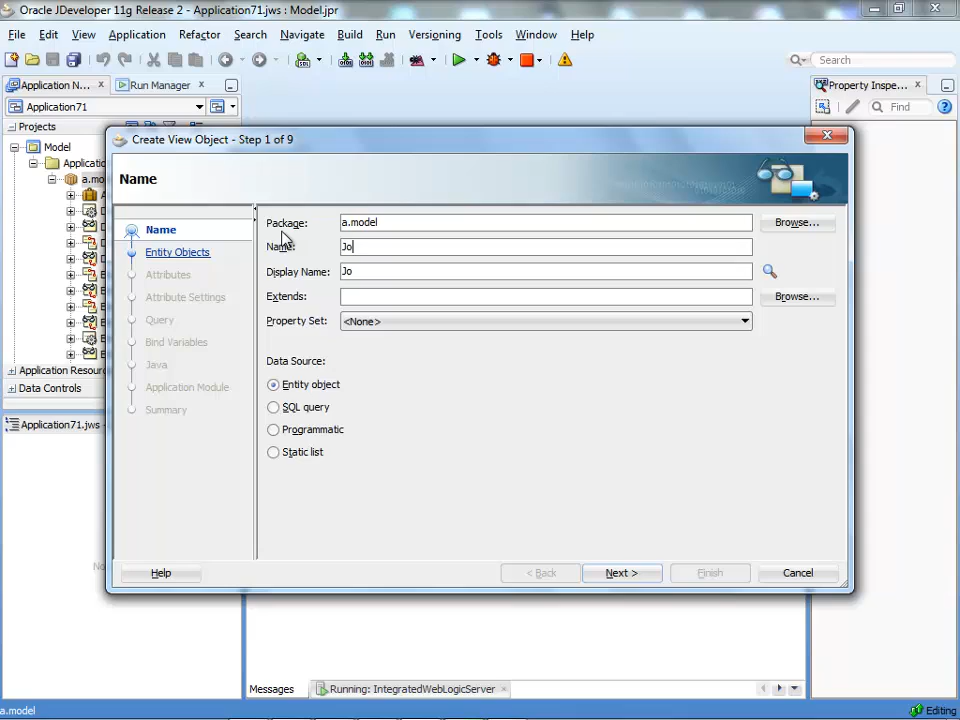 Oracle JDeveloper 11g Release 2 - Application71.jws : Model.jpr
File Edit View Application Refactor Search Navigate Build Run Versioning Tools Window Help
Search
Application N... Run Manager
Property Inspe...
Application71
Find
Projects
Model
Applicatio
a.mo
Application Resour
Data Controls
Application71.jws -
Create View Object - Step 1 of 9
Name
Name
Entity Objects
Attributes
Attribute Settings
Query
Bind Variables
Java
Application Module
Summary
Package: a.model Browse...
Name: Jo
Display Name: Jo
Extends: Browse...
Property Set: <None>
Data Source:
Entity object
SQL query
Programmatic
Static list
Help < Back Next > Finish Cancel
Messages Running: IntegratedWebLogicServer
a.model
Editing